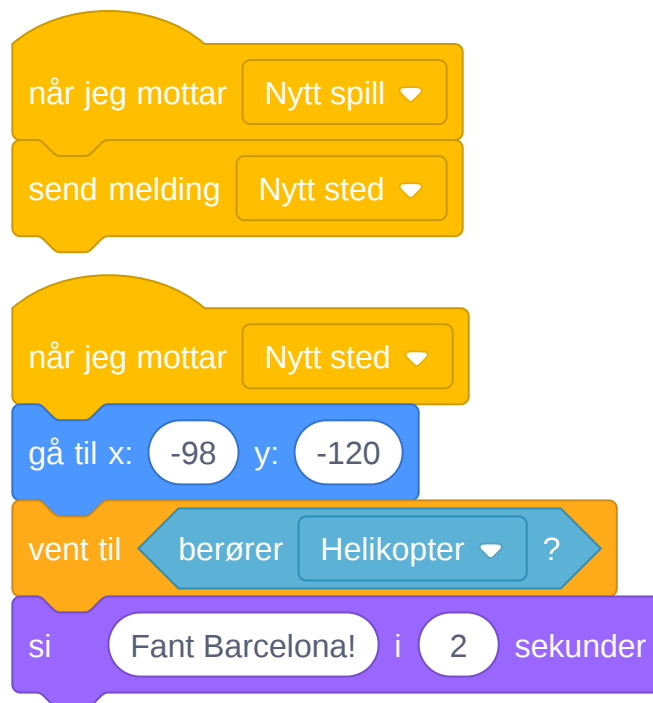 når jeg mottar Nytt spill
send melding Nytt sted
når jeg mottar Nytt sted
gå til x: -98 y: -120
vent til berører Helikopter ?
si Fant Barcelona! i 2 sekunder